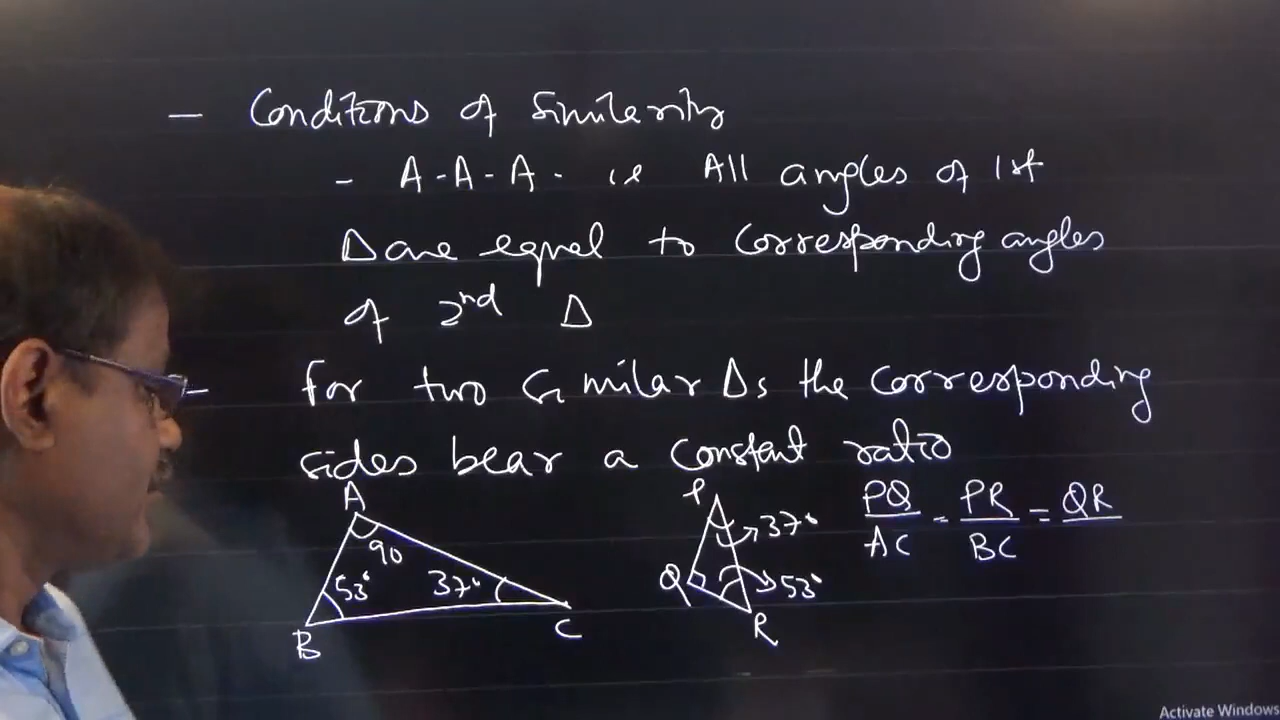 — Conditions of Similarity
- A-A-A- ie All angles of 1st
Δ are equal to Corresponding angles
of 2nd Δ
- for two Similar Δs the Corresponding
sides bear a constant ratio
A
90
53°
37°
B
C
P
37°
Q
53°
R
PQ/AC = PR/BC = QR/
Activate Windows